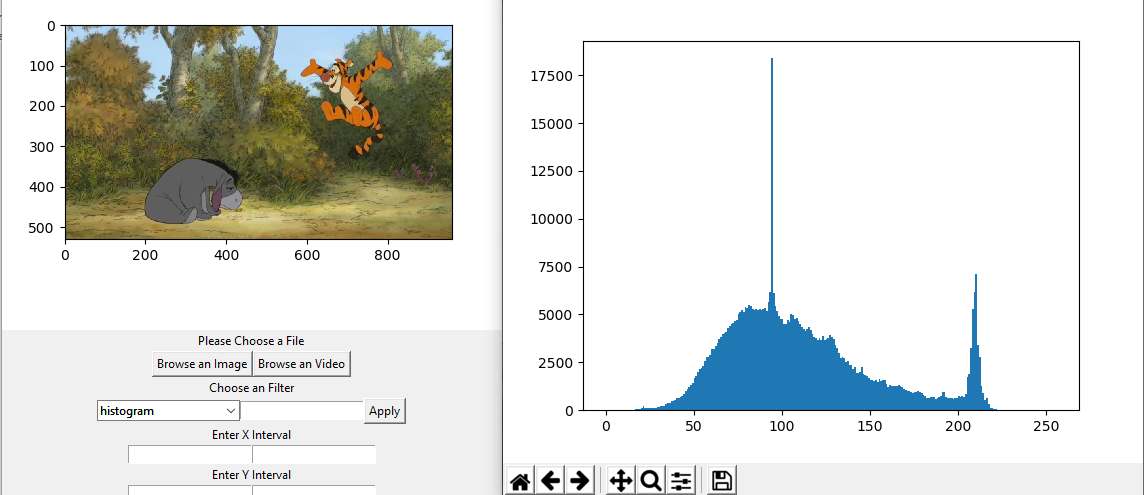 0
100
200
300
400
500
0 200 400 600 800
Please Choose a File
Browse an Image Browse an Video
Choose an Filter
histogram Apply
Enter X Interval
Enter Y Interval
17500
15000
12500
10000
7500
5000
2500
0
0 50 100 150 200 250